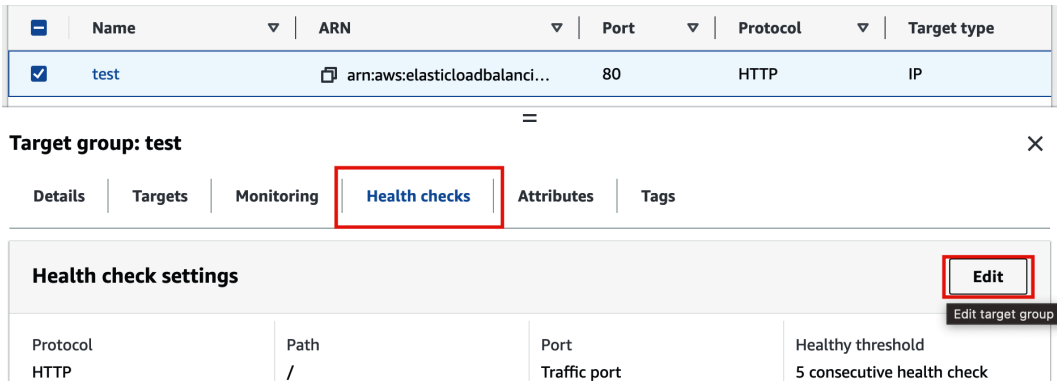 Name ARN Port Protocol Target type
test arn:aws:elasticloadbalanci... 80 HTTP IP
Target group: test
Details Targets Monitoring Health checks Attributes Tags
Health check settings Edit
Edit target group
Protocol Path Port Healthy threshold
HTTP / Traffic port 5 consecutive health check